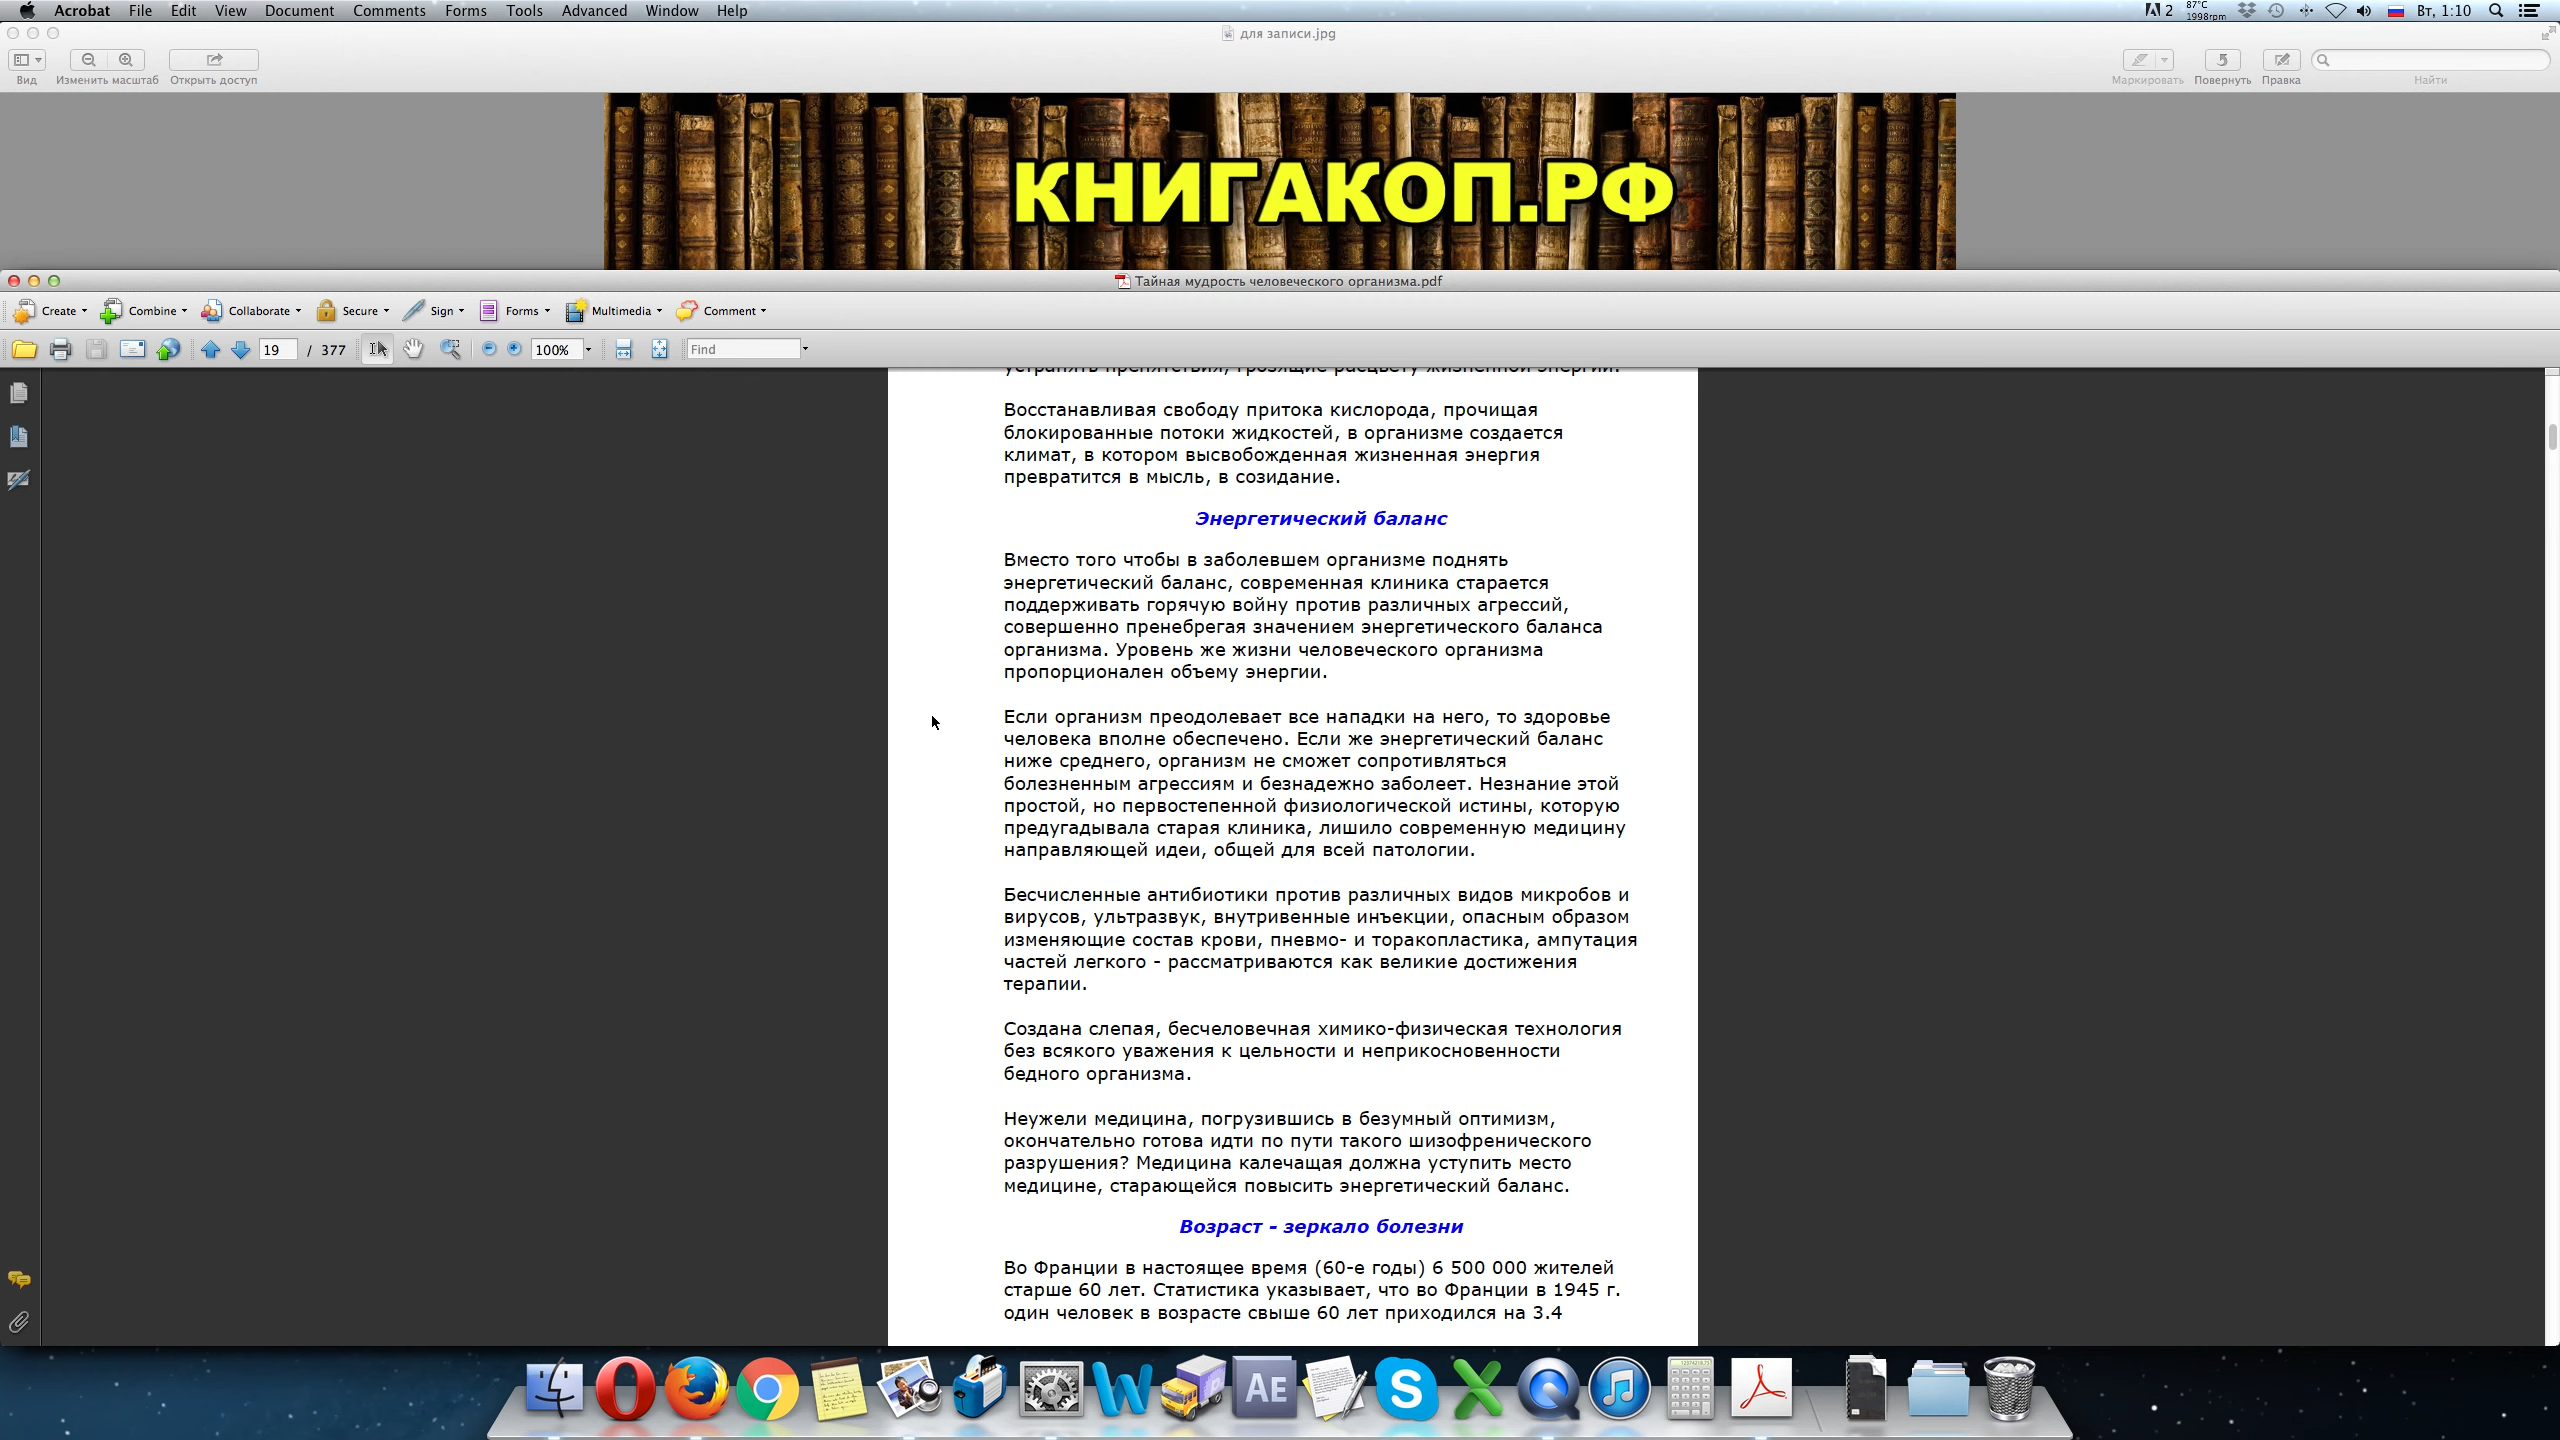 Acrobat File Edit View Document Comments Forms Tools Advanced Window Help
2 87°C 1998rpm Вт, 1:10
для записи.jpg
Вид Изменить масштаб Открыть доступ Маркировать Повернуть Правка Найти
КНИГАКОП.РФ
Тайная мудрость человеческого организма.pdf
Create Combine Collaborate Secure Sign Forms Multimedia Comment
19 / 377 100% Find
устранять препятствия, грозящие расцвету жизненной энергии.
Восстанавливая свободу притока кислорода, прочищая
блокированные потоки жидкостей, в организме создается
климат, в котором высвобожденная жизненная энергия
превратится в мысль, в созидание.
Энергетический баланс
Вместо того чтобы в заболевшем организме поднять
энергетический баланс, современная клиника старается
поддерживать горячую войну против различных агрессий,
совершенно пренебрегая значением энергетического баланса
организма. Уровень же жизни человеческого организма
пропорционален объему энергии.
Если организм преодолевает все нападки на него, то здоровье
человека вполне обеспечено. Если же энергетический баланс
ниже среднего, организм не сможет сопротивляться
болезненным агрессиям и безнадежно заболеет. Незнание этой
простой, но первостепенной физиологической истины, которую
предугадывала старая клиника, лишило современную медицину
направляющей идеи, общей для всей патологии.
Бесчисленные антибиотики против различных видов микробов и
вирусов, ультразвук, внутривенные инъекции, опасным образом
изменяющие состав крови, пневмо- и торакопластика, ампутация
частей легкого - рассматриваются как великие достижения
терапии.
Создана слепая, бесчеловечная химико-физическая технология
без всякого уважения к цельности и неприкосновенности
бедного организма.
Неужели медицина, погрузившись в безумный оптимизм,
окончательно готова идти по пути такого шизофренического
разрушения? Медицина калечащая должна уступить место
медицине, старающейся повысить энергетический баланс.
Возраст - зеркало болезни
Во Франции в настоящее время (60-е годы) 6 500 000 жителей
старше 60 лет. Статистика указывает, что во Франции в 1945 г.
один человек в возрасте свыше 60 лет приходился на 3.4
AE